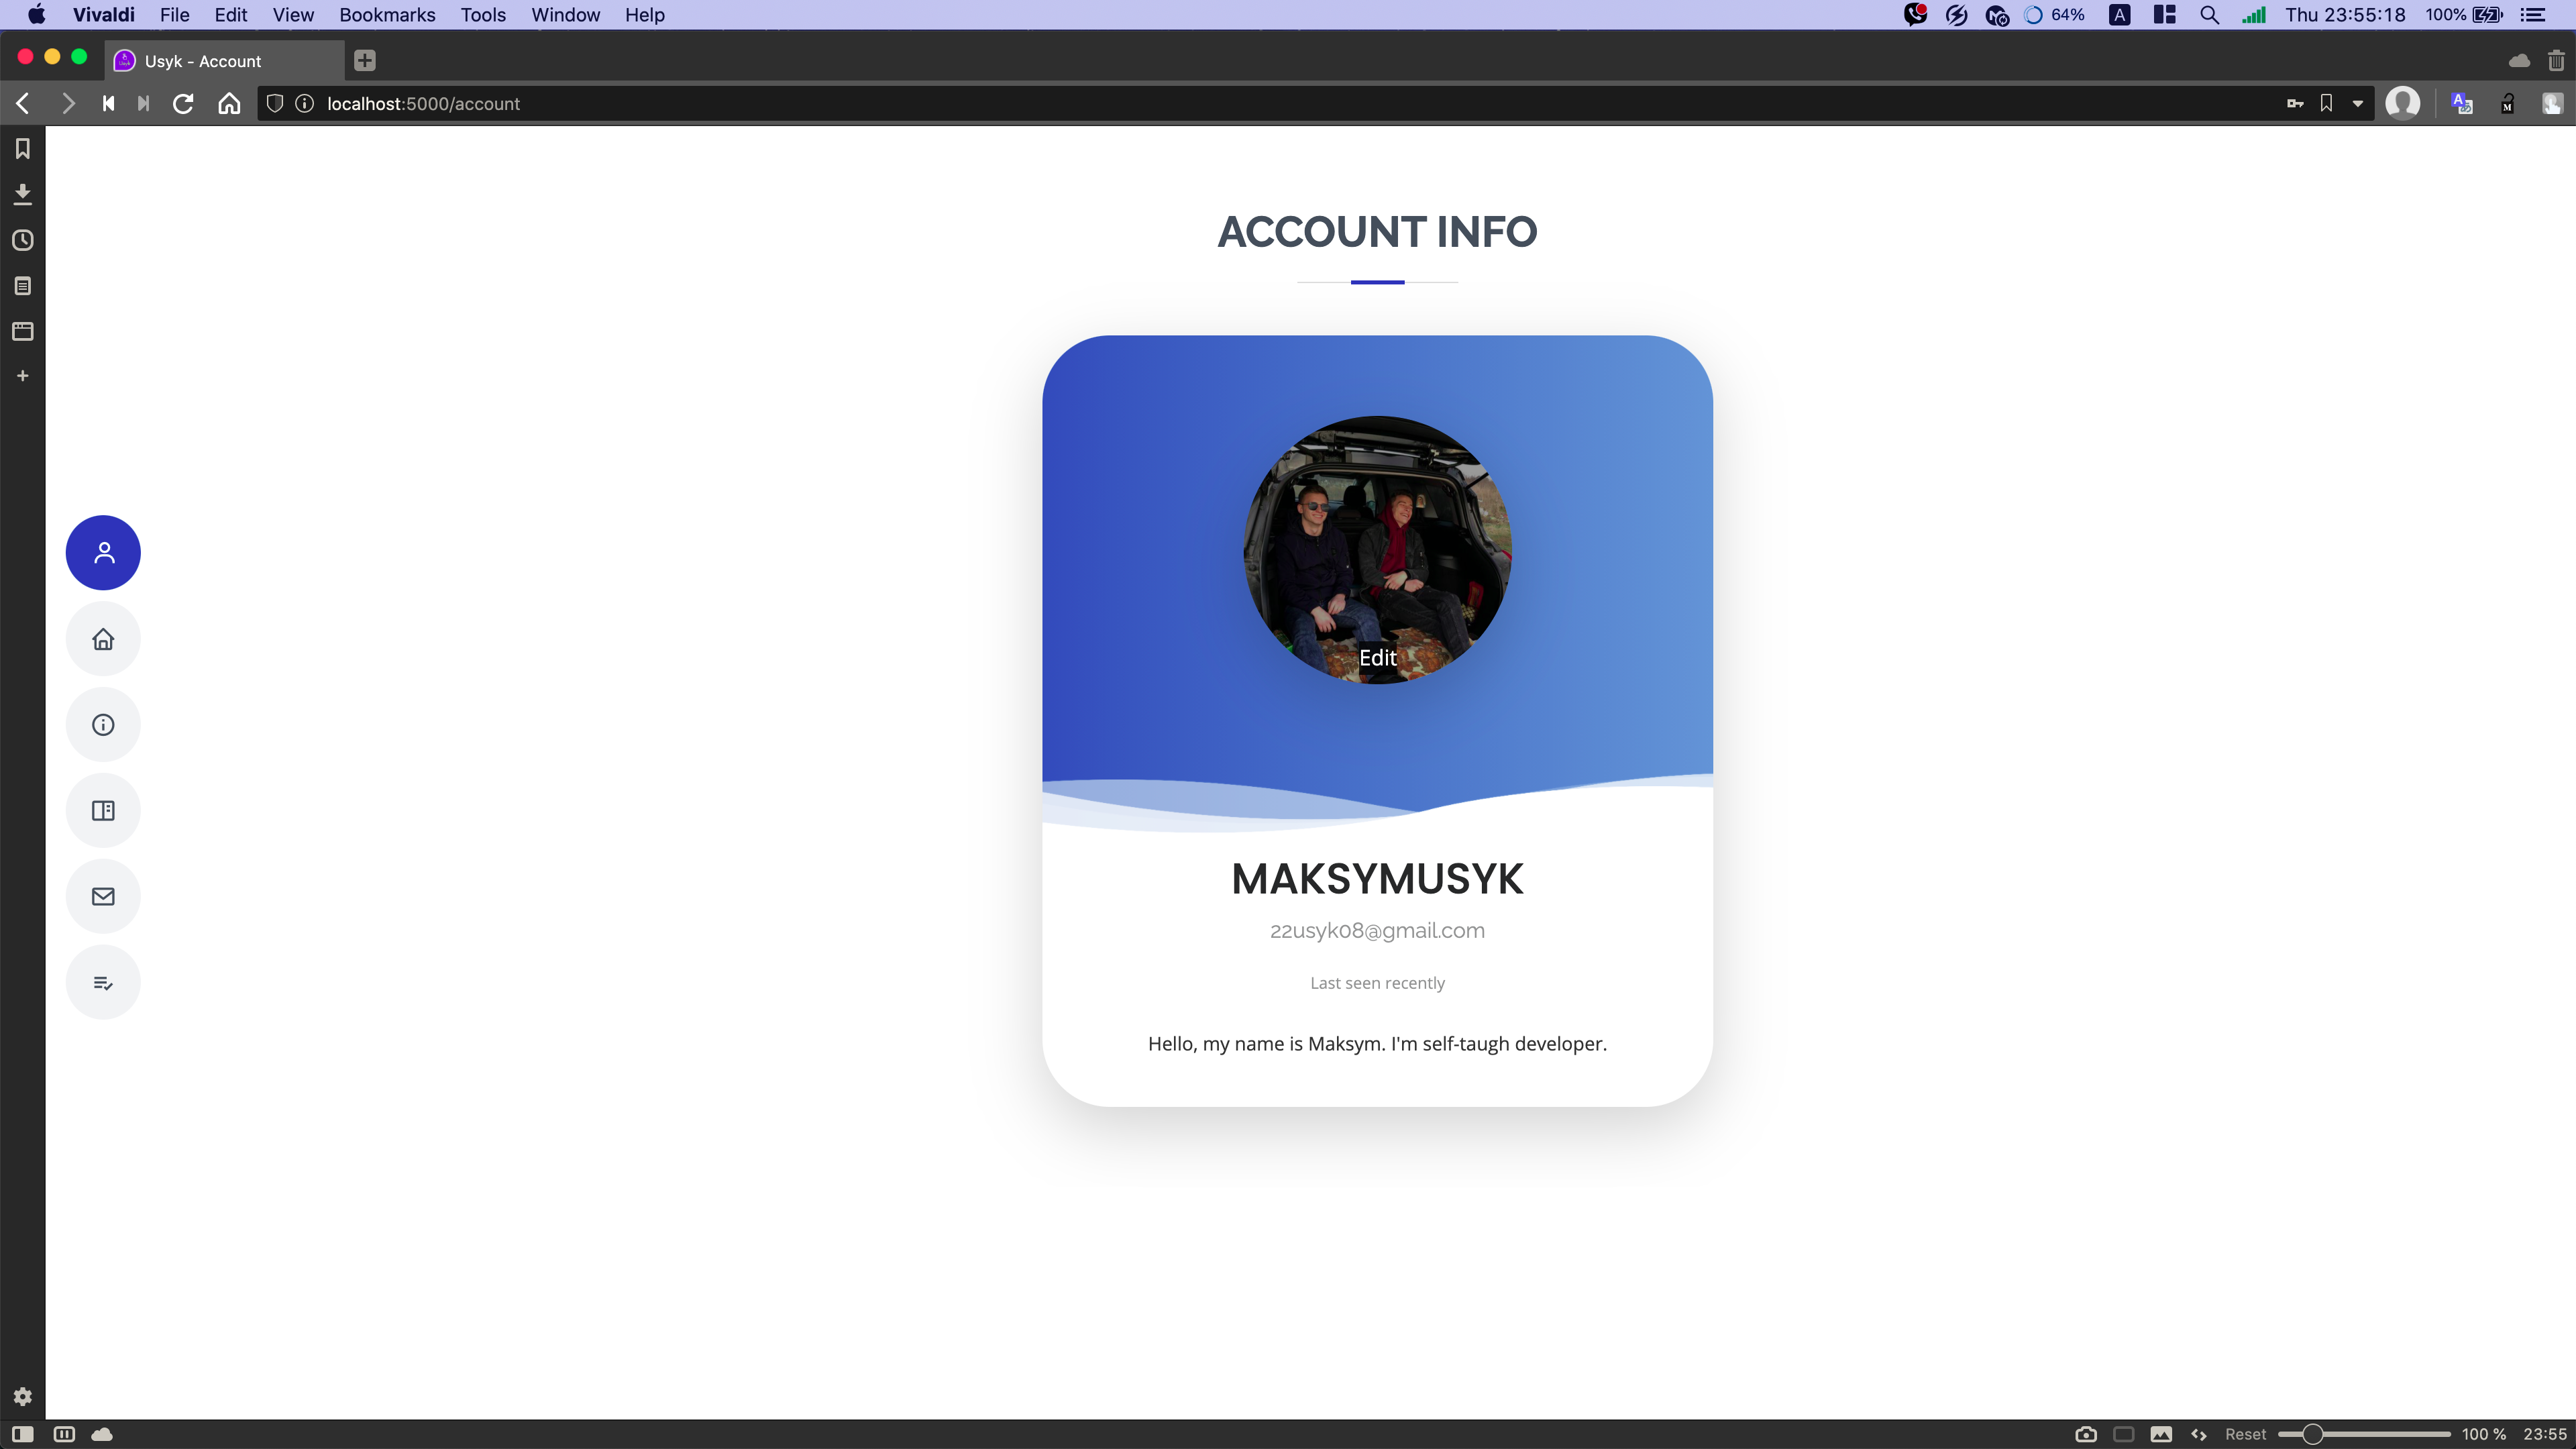 Vivaldi File Edit View Bookmarks Tools Window Help 64% A Thu 23:55:18 100%
Usyk - Account
localhost:5000/account
ACCOUNT INFO
Edit
MAKSYMUSYK
22usyk08@gmail.com
Last seen recently
Hello, my name is Maksym. I'm self-taugh developer.
Reset 100 % 23:55